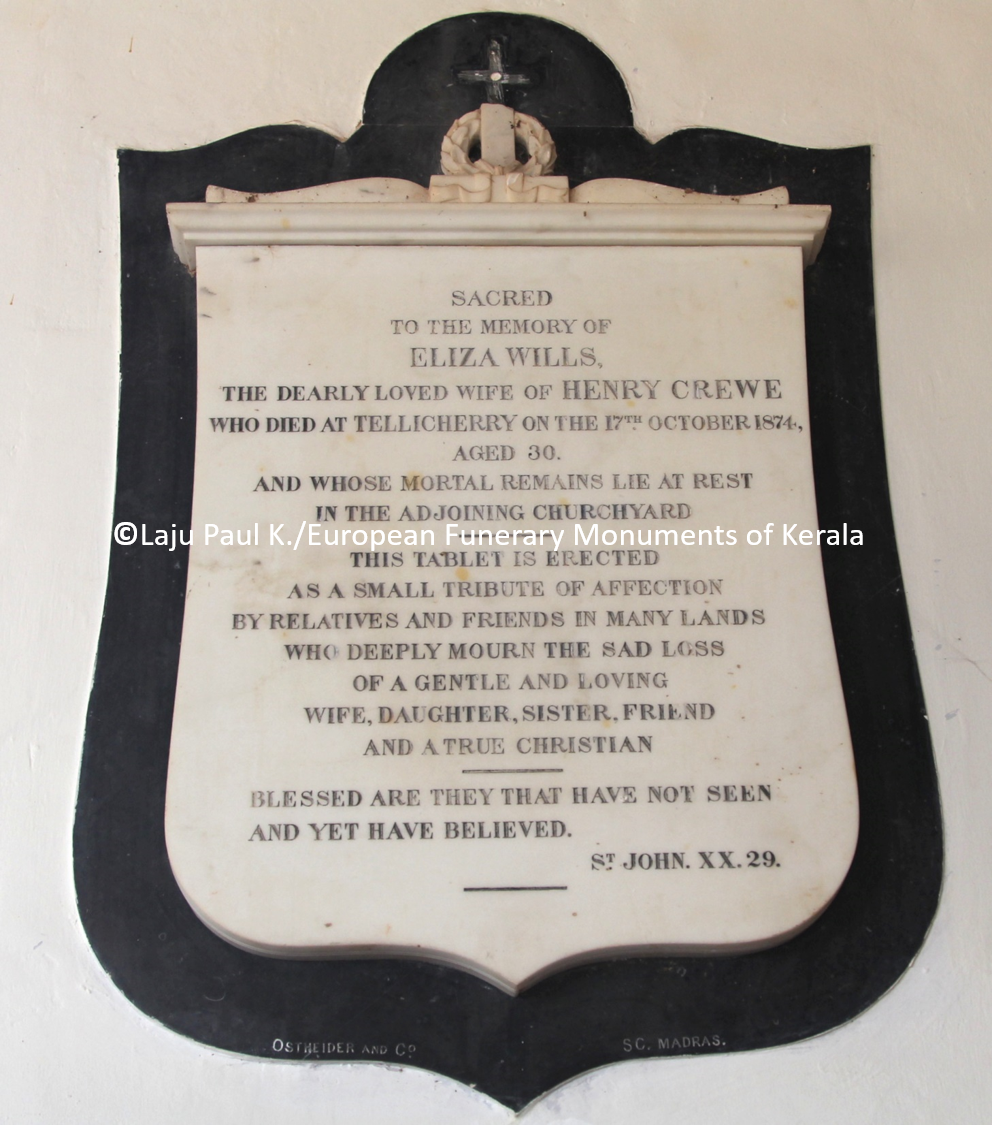 SACRED
TO THE MEMORY OF
ELIZA WILLS,
THE DEARLY LOVED WIFE OF HENRY CREWE
WHO DIED AT TELLICHERRY ON THE 17TH OCTOBER 1874,
AGED 30.
AND WHOSE MORTAL REMAINS LIE AT REST
IN THE ADJOINING CHURCHYARD
©Laju Paul K./European Funerary Monuments of Kerala
THIS TABLET IS ERECTED
AS A SMALL TRIBUTE OF AFFECTION
BY RELATIVES AND FRIENDS IN MANY LANDS
WHO DEEPLY MOURN THE SAD LOSS
OF A GENTLE AND LOVING
WIFE, DAUGHTER, SISTER, FRIEND
AND A TRUE CHRISTIAN
BLESSED ARE THEY THAT HAVE NOT SEEN
AND YET HAVE BELIEVED.
ST JOHN. XX. 29.
OSTHEIDER AND CO. SC. MADRAS.